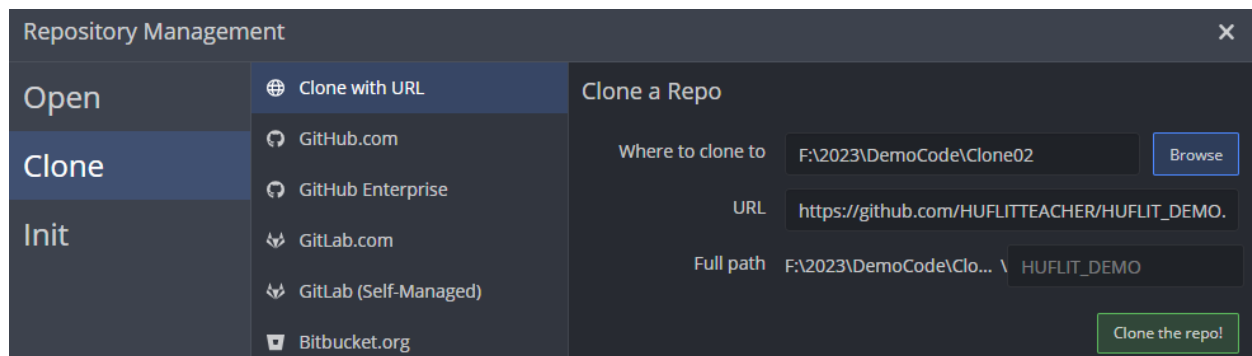 Repository Management
Open
Clone
Init
Clone with URL
GitHub.com
GitHub Enterprise
GitLab.com
GitLab (Self-Managed)
Bitbucket.org
Clone a Repo
Where to clone to F:\2023\DemoCode\Clone02 Browse
URL https://github.com/HUFLITTEACHER/HUFLIT_DEMO.
Full path F:\2023\DemoCode\Clo... \ HUFLIT_DEMO
Clone the repo!